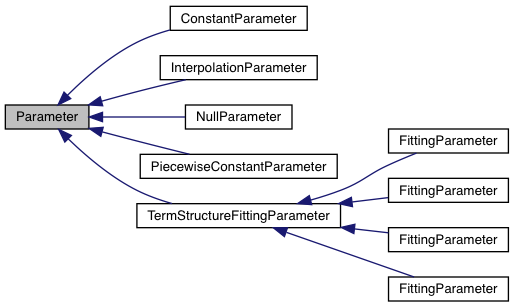 ConstantParameter
InterpolationParameter
Parameter
NullParameter
PiecewiseConstantParameter
TermStructureFittingParameter
FittingParameter
FittingParameter
FittingParameter
FittingParameter